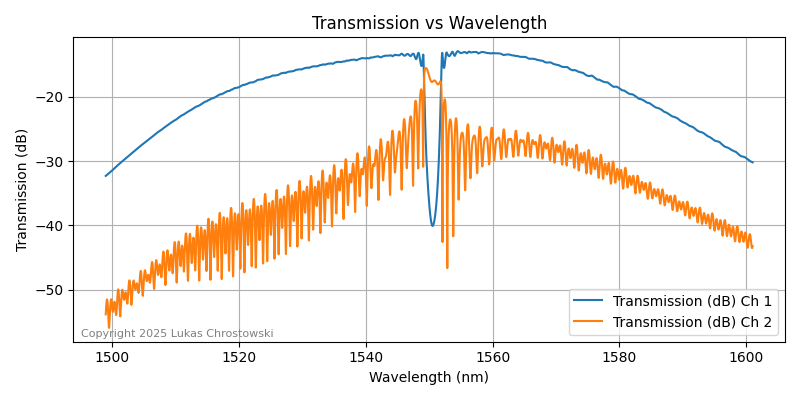 Transmission vs Wavelength
Transmission (dB)
−20
−30
−40
−50
Transmission (dB) Ch 1
Transmission (dB) Ch 2
Copyright 2025 Lukas Chrostowski
1500 1520 1540 1560 1580 1600
Wavelength (nm)